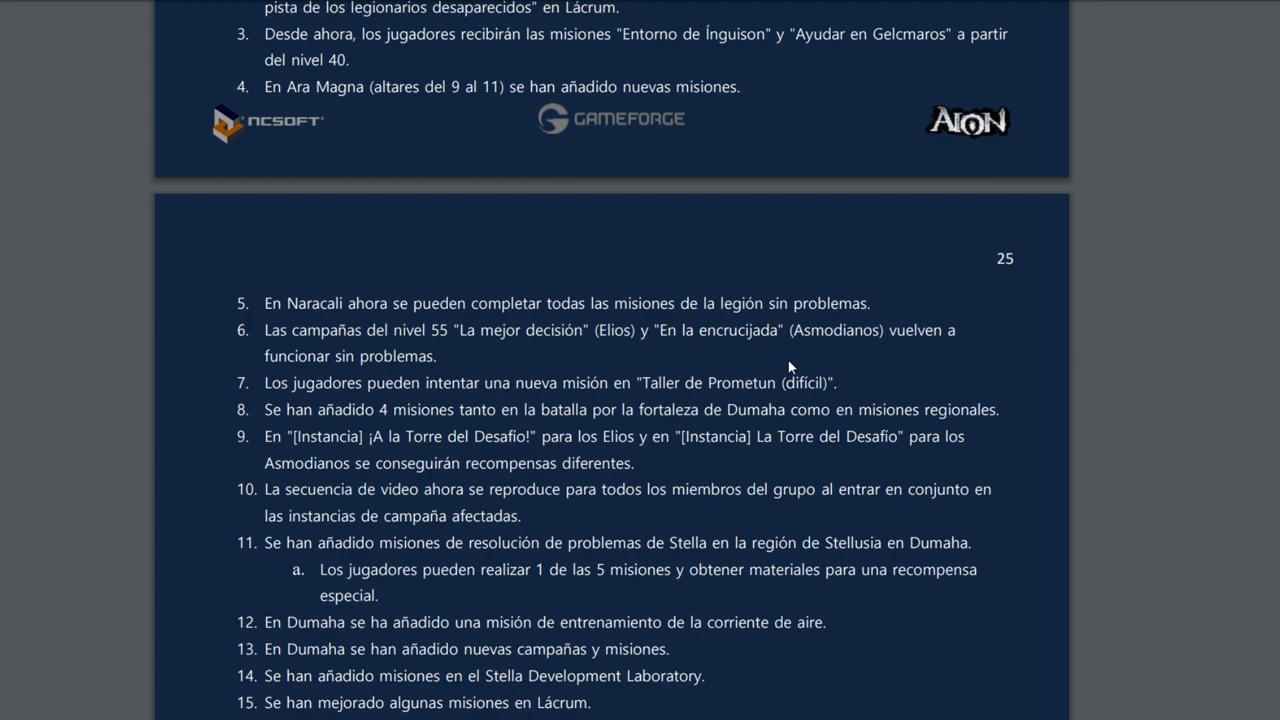 pista de los legionarios desaparecidos" en Lácrum.
3. Desde ahora, los jugadores recibirán las misiones "Entorno de Ínguison" y "Ayudar en Gelcmaros" a partir
del nivel 40.
4. En Ara Magna (altares del 9 al 11) se han añadido nuevas misiones.
NCSOFT GAMEFORGE AION
25
5. En Naracali ahora se pueden completar todas las misiones de la legión sin problemas.
6. Las campañas del nivel 55 "La mejor decisión" (Elios) y "En la encrucijada" (Asmodianos) vuelven a
funcionar sin problemas.
7. Los jugadores pueden intentar una nueva misión en "Taller de Prometun (difícil)".
8. Se han añadido 4 misiones tanto en la batalla por la fortaleza de Dumaha como en misiones regionales.
9. En "[Instancia] ¡A la Torre del Desafío!" para los Elios y en "[Instancia] La Torre del Desafío" para los
Asmodianos se conseguirán recompensas diferentes.
10. La secuencia de video ahora se reproduce para todos los miembros del grupo al entrar en conjunto en
las instancias de campaña afectadas.
11. Se han añadido misiones de resolución de problemas de Stella en la región de Stellusia en Dumaha.
a. Los jugadores pueden realizar 1 de las 5 misiones y obtener materiales para una recompensa
especial.
12. En Dumaha se ha añadido una misión de entrenamiento de la corriente de aire.
13. En Dumaha se han añadido nuevas campañas y misiones.
14. Se han añadido misiones en el Stella Development Laboratory.
15. Se han mejorado algunas misiones en Lácrum.